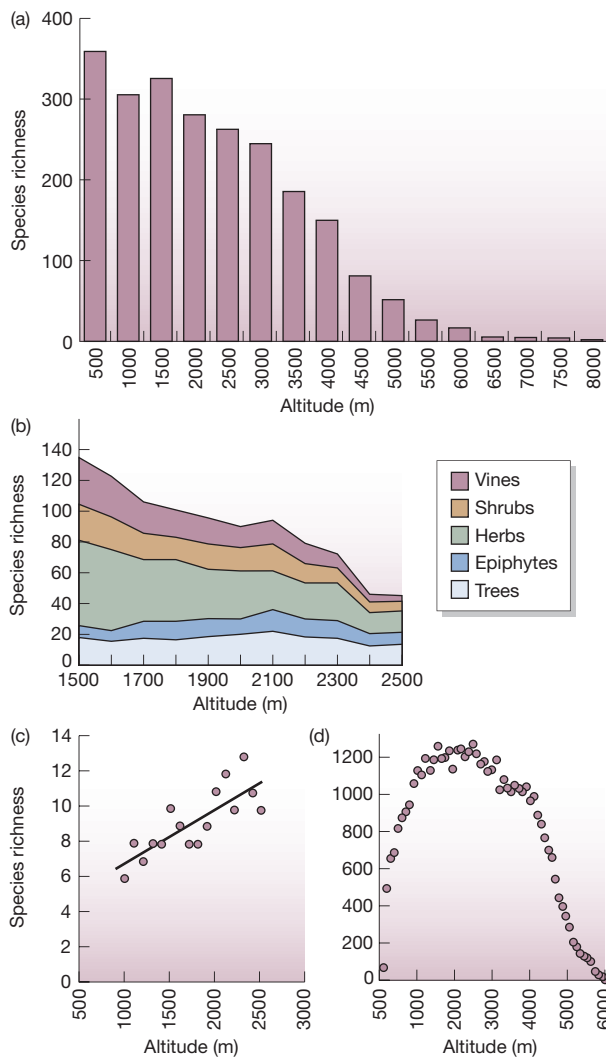 (a)
Species richness
400
300
200
100
0
500 1000 1500 2000 2500 3000 3500 4000 4500 5000 5500 6000 6500 7000 7500 8000
Altitude (m)
(b)
Species richness
140
120
100
80
60
40
20
0
1500 1700 1900 2100 2300 2500
Altitude (m)
Vines
Shrubs
Herbs
Epiphytes
Trees
(c)
Species richness
14
12
10
8
6
4
2
0
500 1000 1500 2000 2500 3000
Altitude (m)
(d)
1200
1000
800
600
400
200
0
500 1000 2000 3000 4000 5000 6000
Altitude (m)